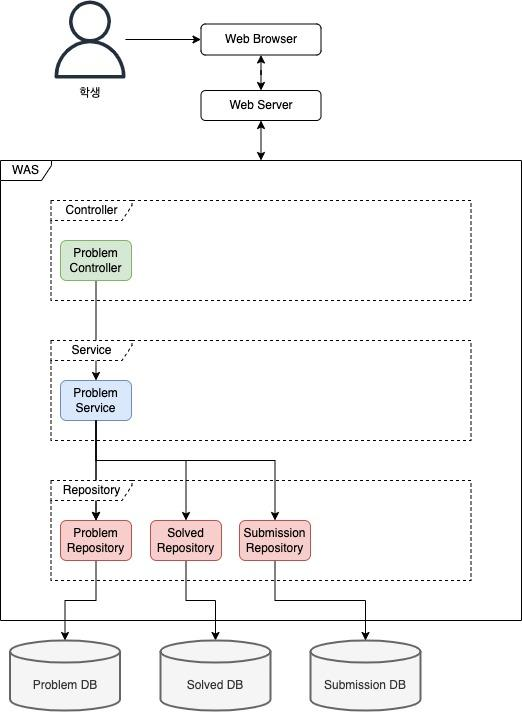 학생
Web Browser
Web Server
WAS
Controller
Problem
Controller
Service
Problem
Service
Repository
Problem
Repository
Solved
Repository
Submission
Repository
Problem DB
Solved DB
Submission DB